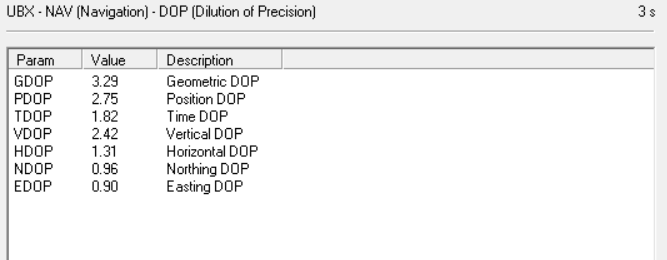 UBX - NAV (Navigation) - DOP (Dilution of Precision) 3 s
Param Value Description
GDOP 3.29 Geometric DOP
PDOP 2.75 Position DOP
TDOP 1.82 Time DOP
VDOP 2.42 Vertical DOP
HDOP 1.31 Horizontal DOP
NDOP 0.96 Northing DOP
EDOP 0.90 Easting DOP